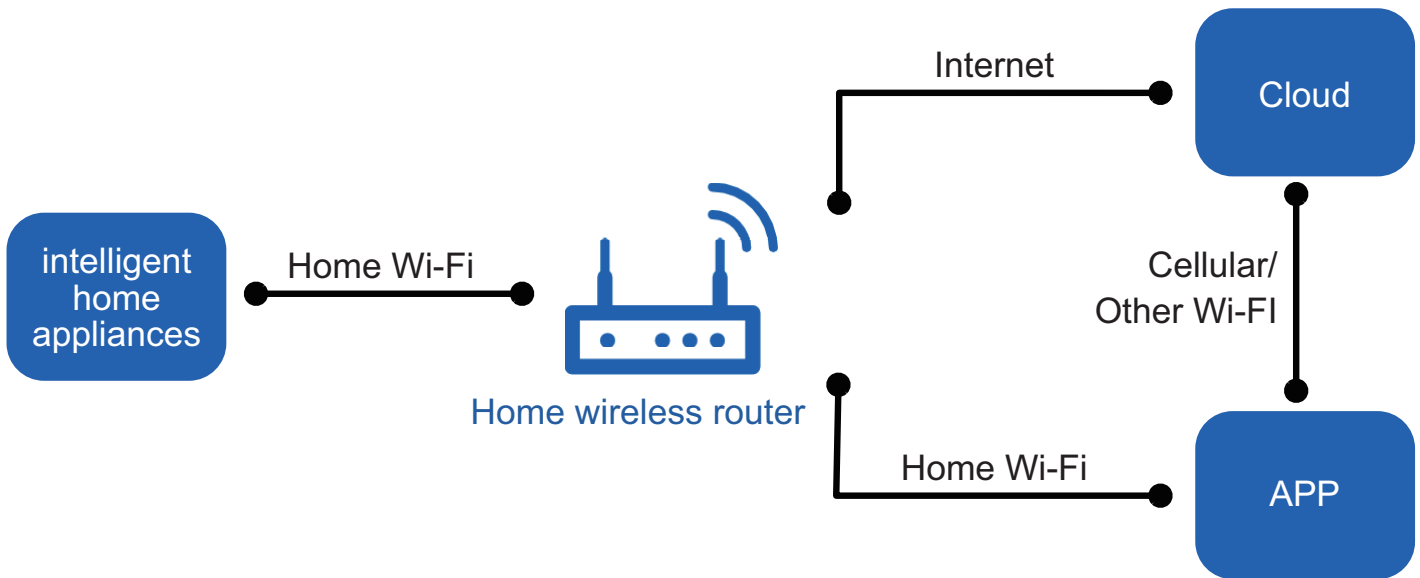 Internet
Cloud
intelligent
home
appliances
Home Wi-Fi
Cellular/
Other Wi-FI
Home wireless router
Home Wi-Fi
APP